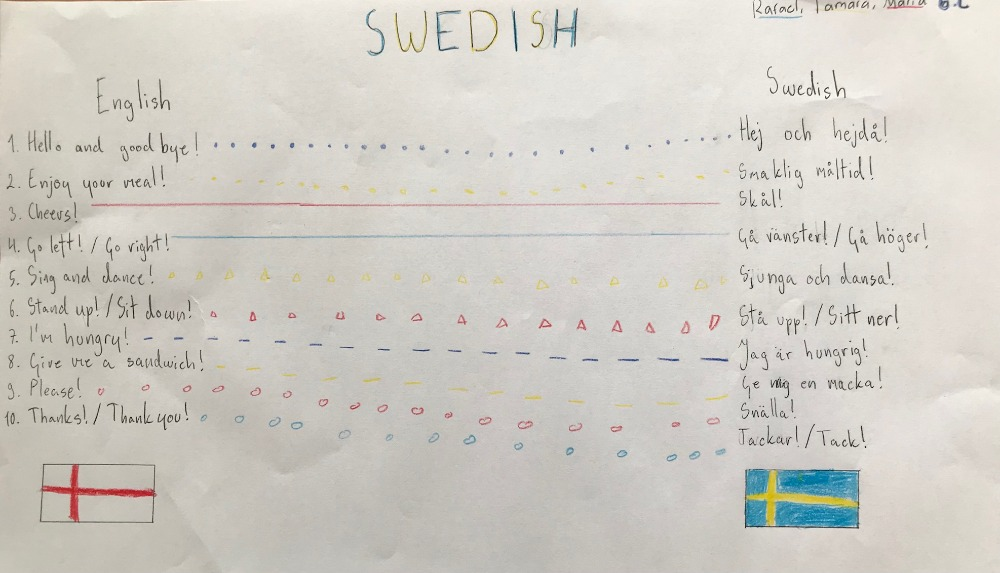 Rafael, Tamara, Maria
SWEDISH
English
1. Hello and good bye!
2. Enjoy your meal!
3. Cheers!
4. Go left! / Go right!
5. Sing and dance!
6. Stand up! / Sit down!
7. I'm hungry!
8. Give me a sandwich!
9. Please!
10. Thanks! / Thank you!
Swedish
Hej och hejdå!
Smaklig måltid!
Skål!
Gå vänster! / Gå höger!
Sjunga och dansa!
Stå upp! / Sitt ner!
Jag är hungrig!
Ge mig en macka!
Snälla!
Tackar! / Tack!